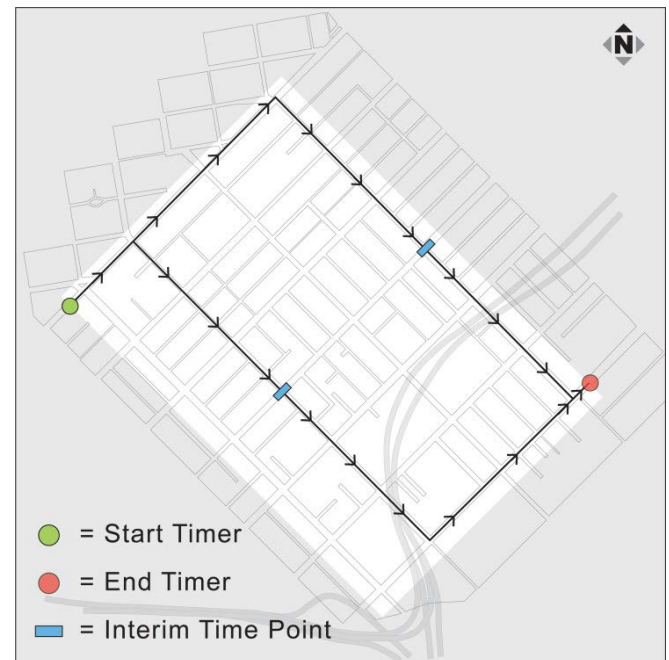 N
= Start Timer
= End Timer
= Interim Time Point